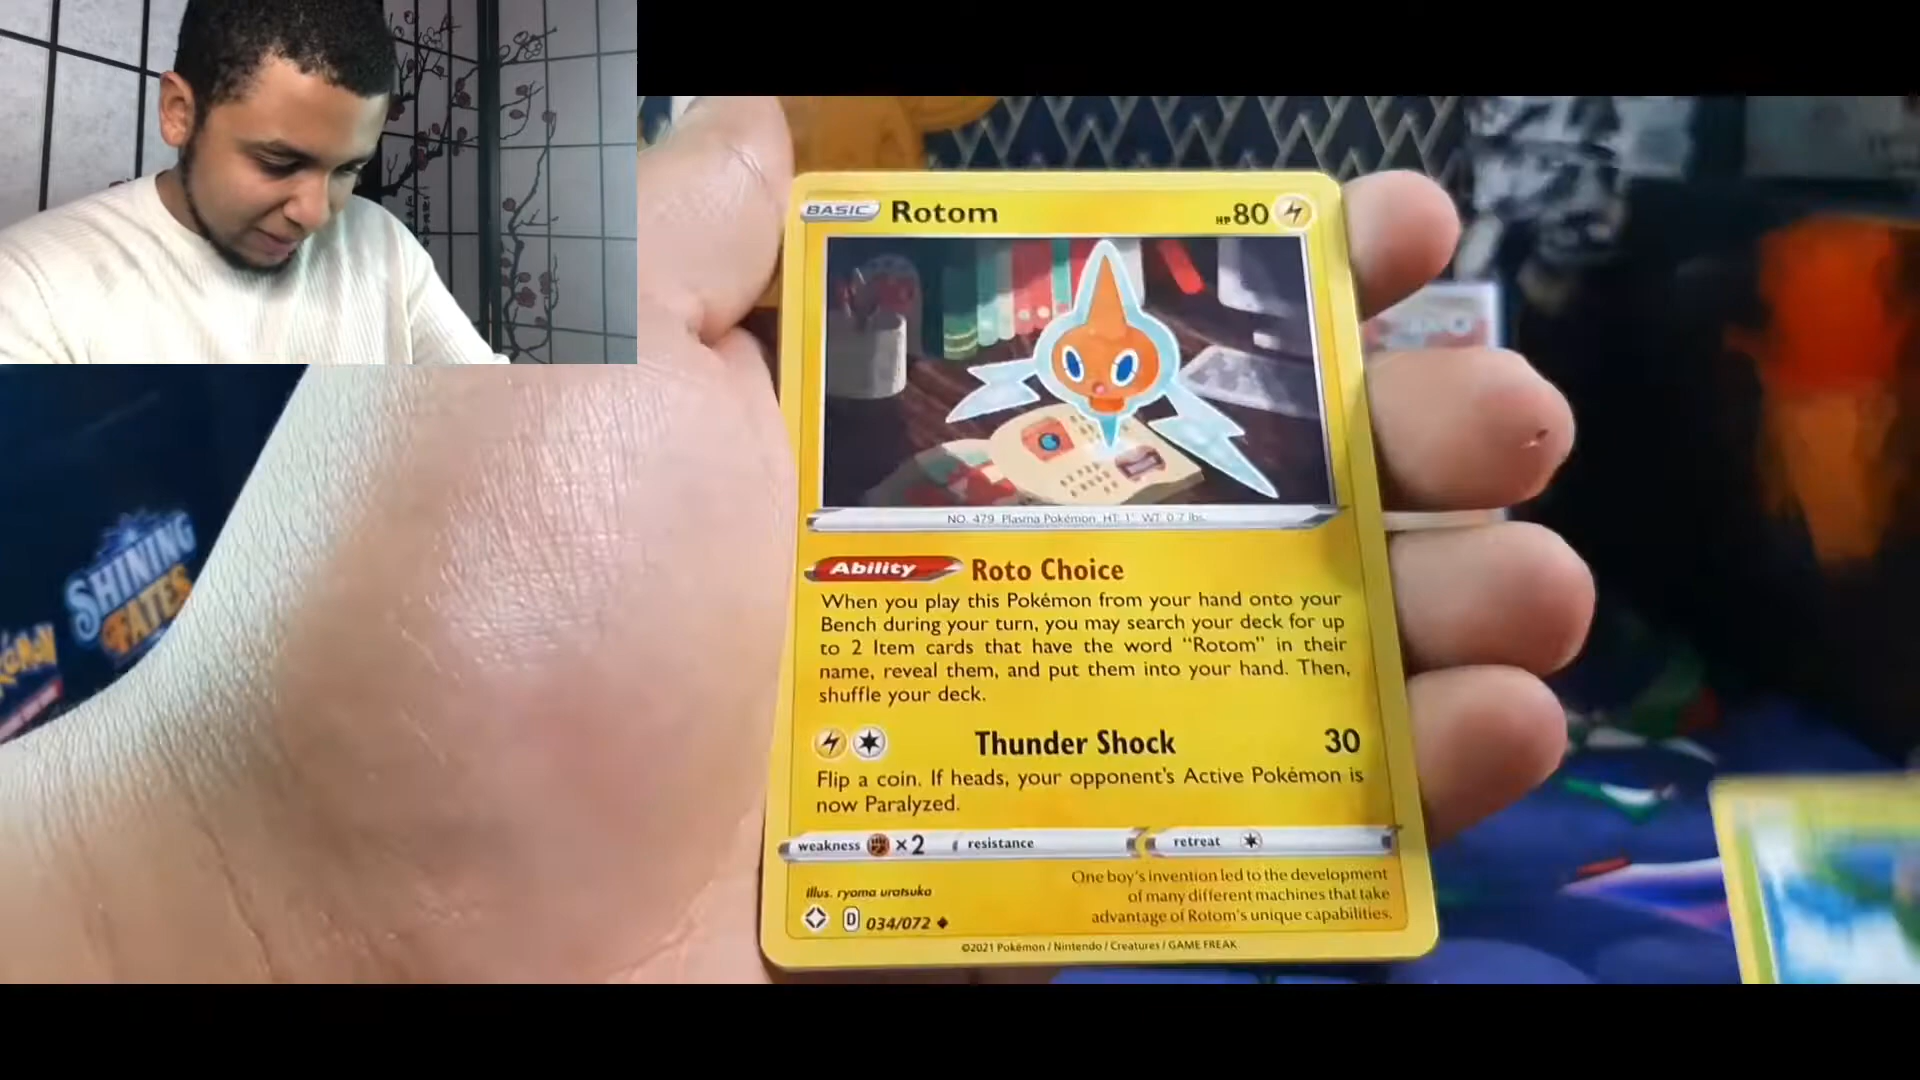 BASIC Rotom HP 80
NO. 479 Plasma Pokémon HT: 1' WT: 0.7 lbs.
Ability Roto Choice
When you play this Pokémon from your hand onto your
Bench during your turn, you may search your deck for up
to 2 Item cards that have the word “Rotom” in their
name, reveal them, and put them into your hand. Then,
shuffle your deck.
Thunder Shock 30
Flip a coin. If heads, your opponent's Active Pokémon is
now Paralyzed.
weakness ×2 resistance retreat
Illus. ryoma uratsuka
D 034/072
One boy's invention led to the development
of many different machines that take
advantage of Rotom's unique capabilities.
©2021 Pokémon / Nintendo / Creatures / GAME FREAK
SHINING
FATES